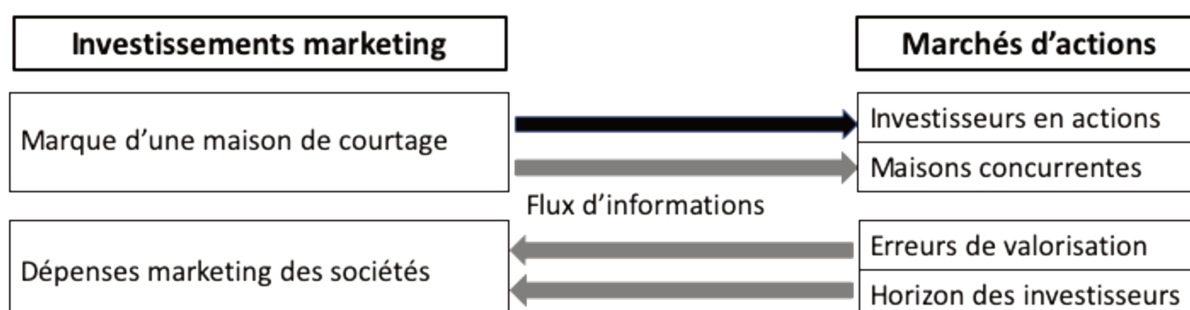 Investissements marketing
Marchés d’actions
Marque d’une maison de courtage
Investisseurs en actions
Maisons concurrentes
Flux d’informations
Dépenses marketing des sociétés
Erreurs de valorisation
Horizon des investisseurs